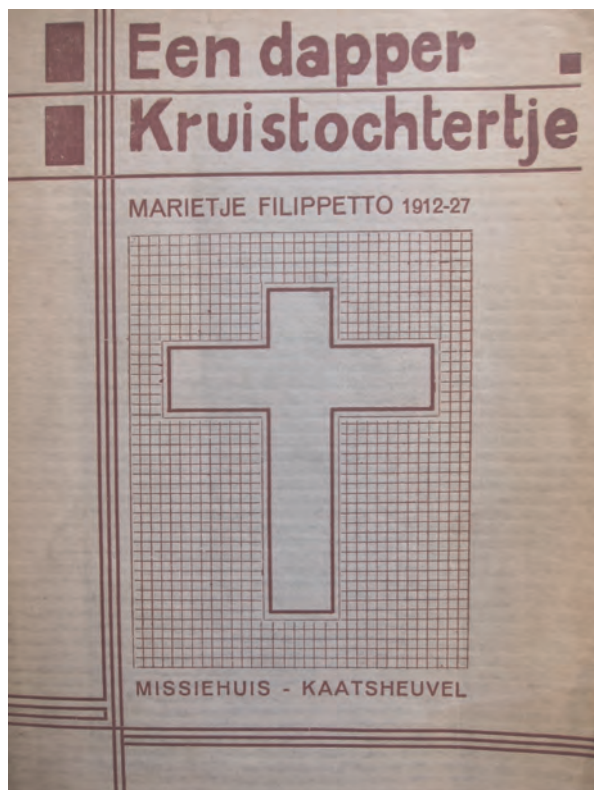 Een dapper
Kruistochtertje
MARIETJE FILIPPETTO 1912-27
MISSIEHUIS - KAATSHEUVEL